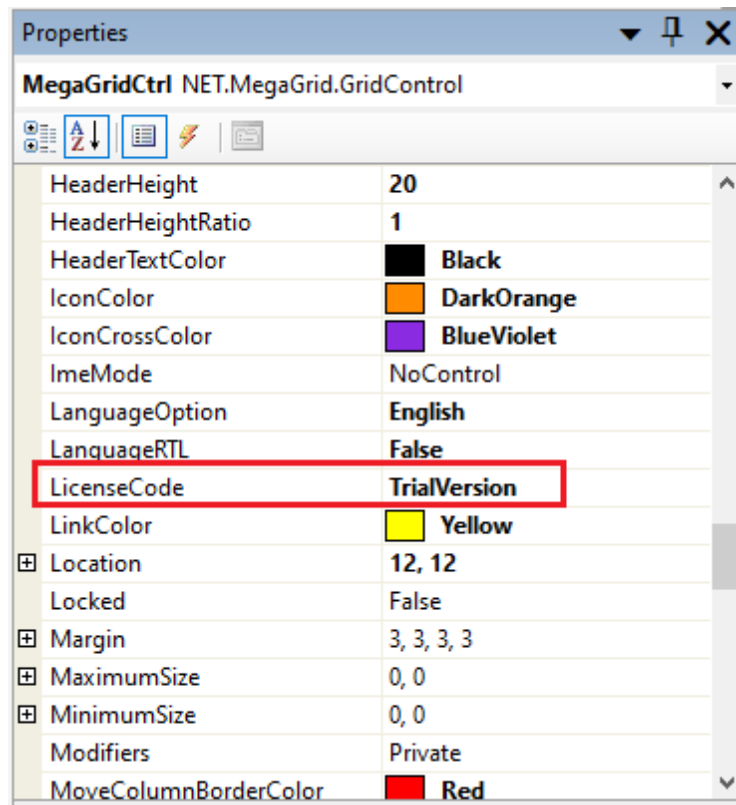 Properties
MegaGridCtrl NET.MegaGrid.GridControl
HeaderHeight 20
HeaderHeightRatio 1
HeaderTextColor Black
IconColor DarkOrange
IconCrossColor BlueViolet
ImeMode NoControl
LanguageOption English
LanguageRTL False
LicenseCode TrialVersion
LinkColor Yellow
Location 12, 12
Locked False
Margin 3, 3, 3, 3
MaximumSize 0, 0
MinimumSize 0, 0
Modifiers Private
MoveColumnBorderColor Red